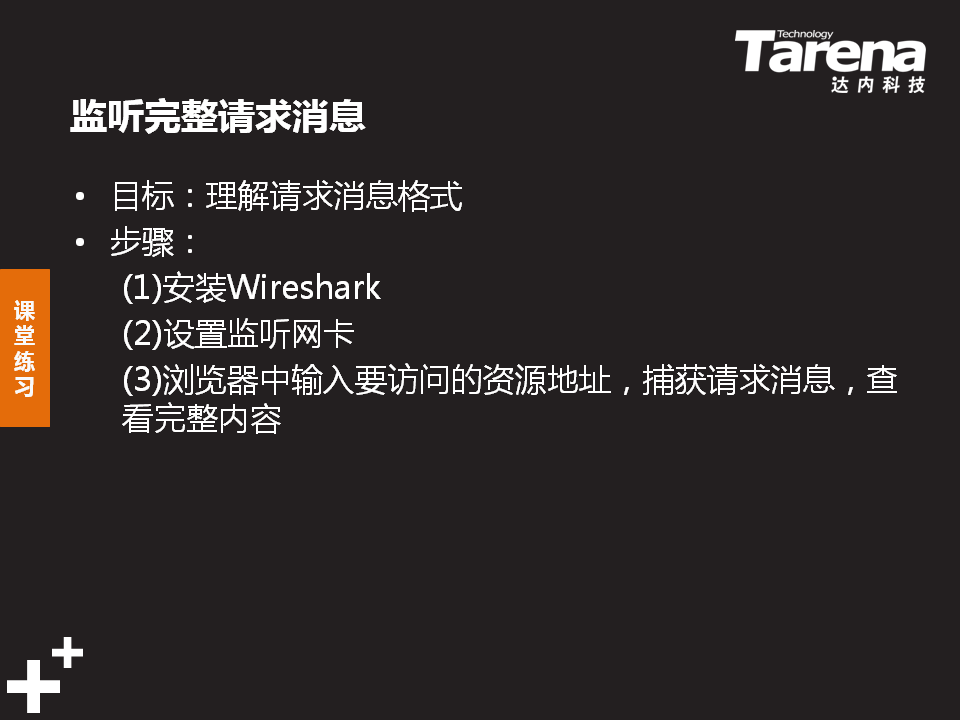 Technology
Tarena
达内科技
监听完整请求消息
• 目标：理解请求消息格式
• 步骤：
(1)安装Wireshark
(2)设置监听网卡
(3)浏览器中输入要访问的资源地址，捕获请求消息，查
看完整内容
课
堂
练
习